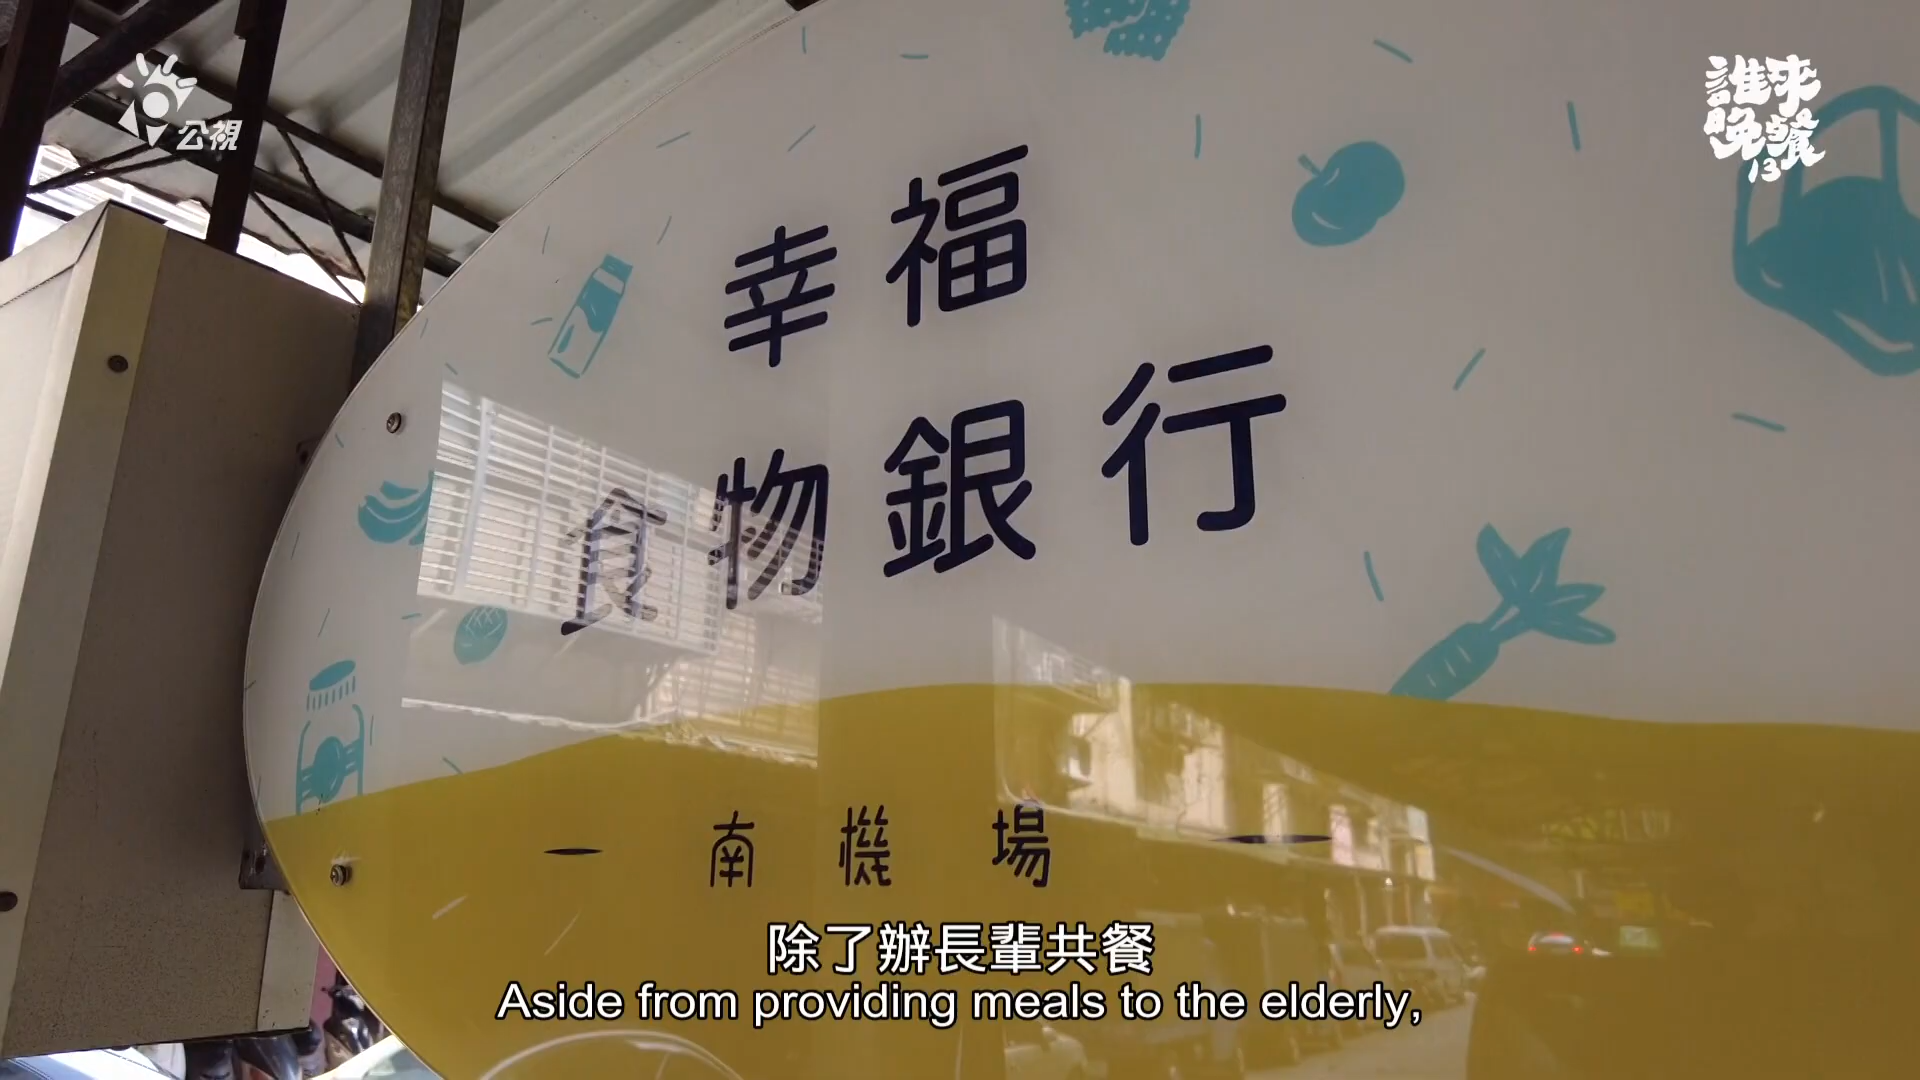 公視
誰來
晚餐
13
幸福
食物銀行
南機場
除了辦長輩共餐
Aside from providing meals to the elderly,